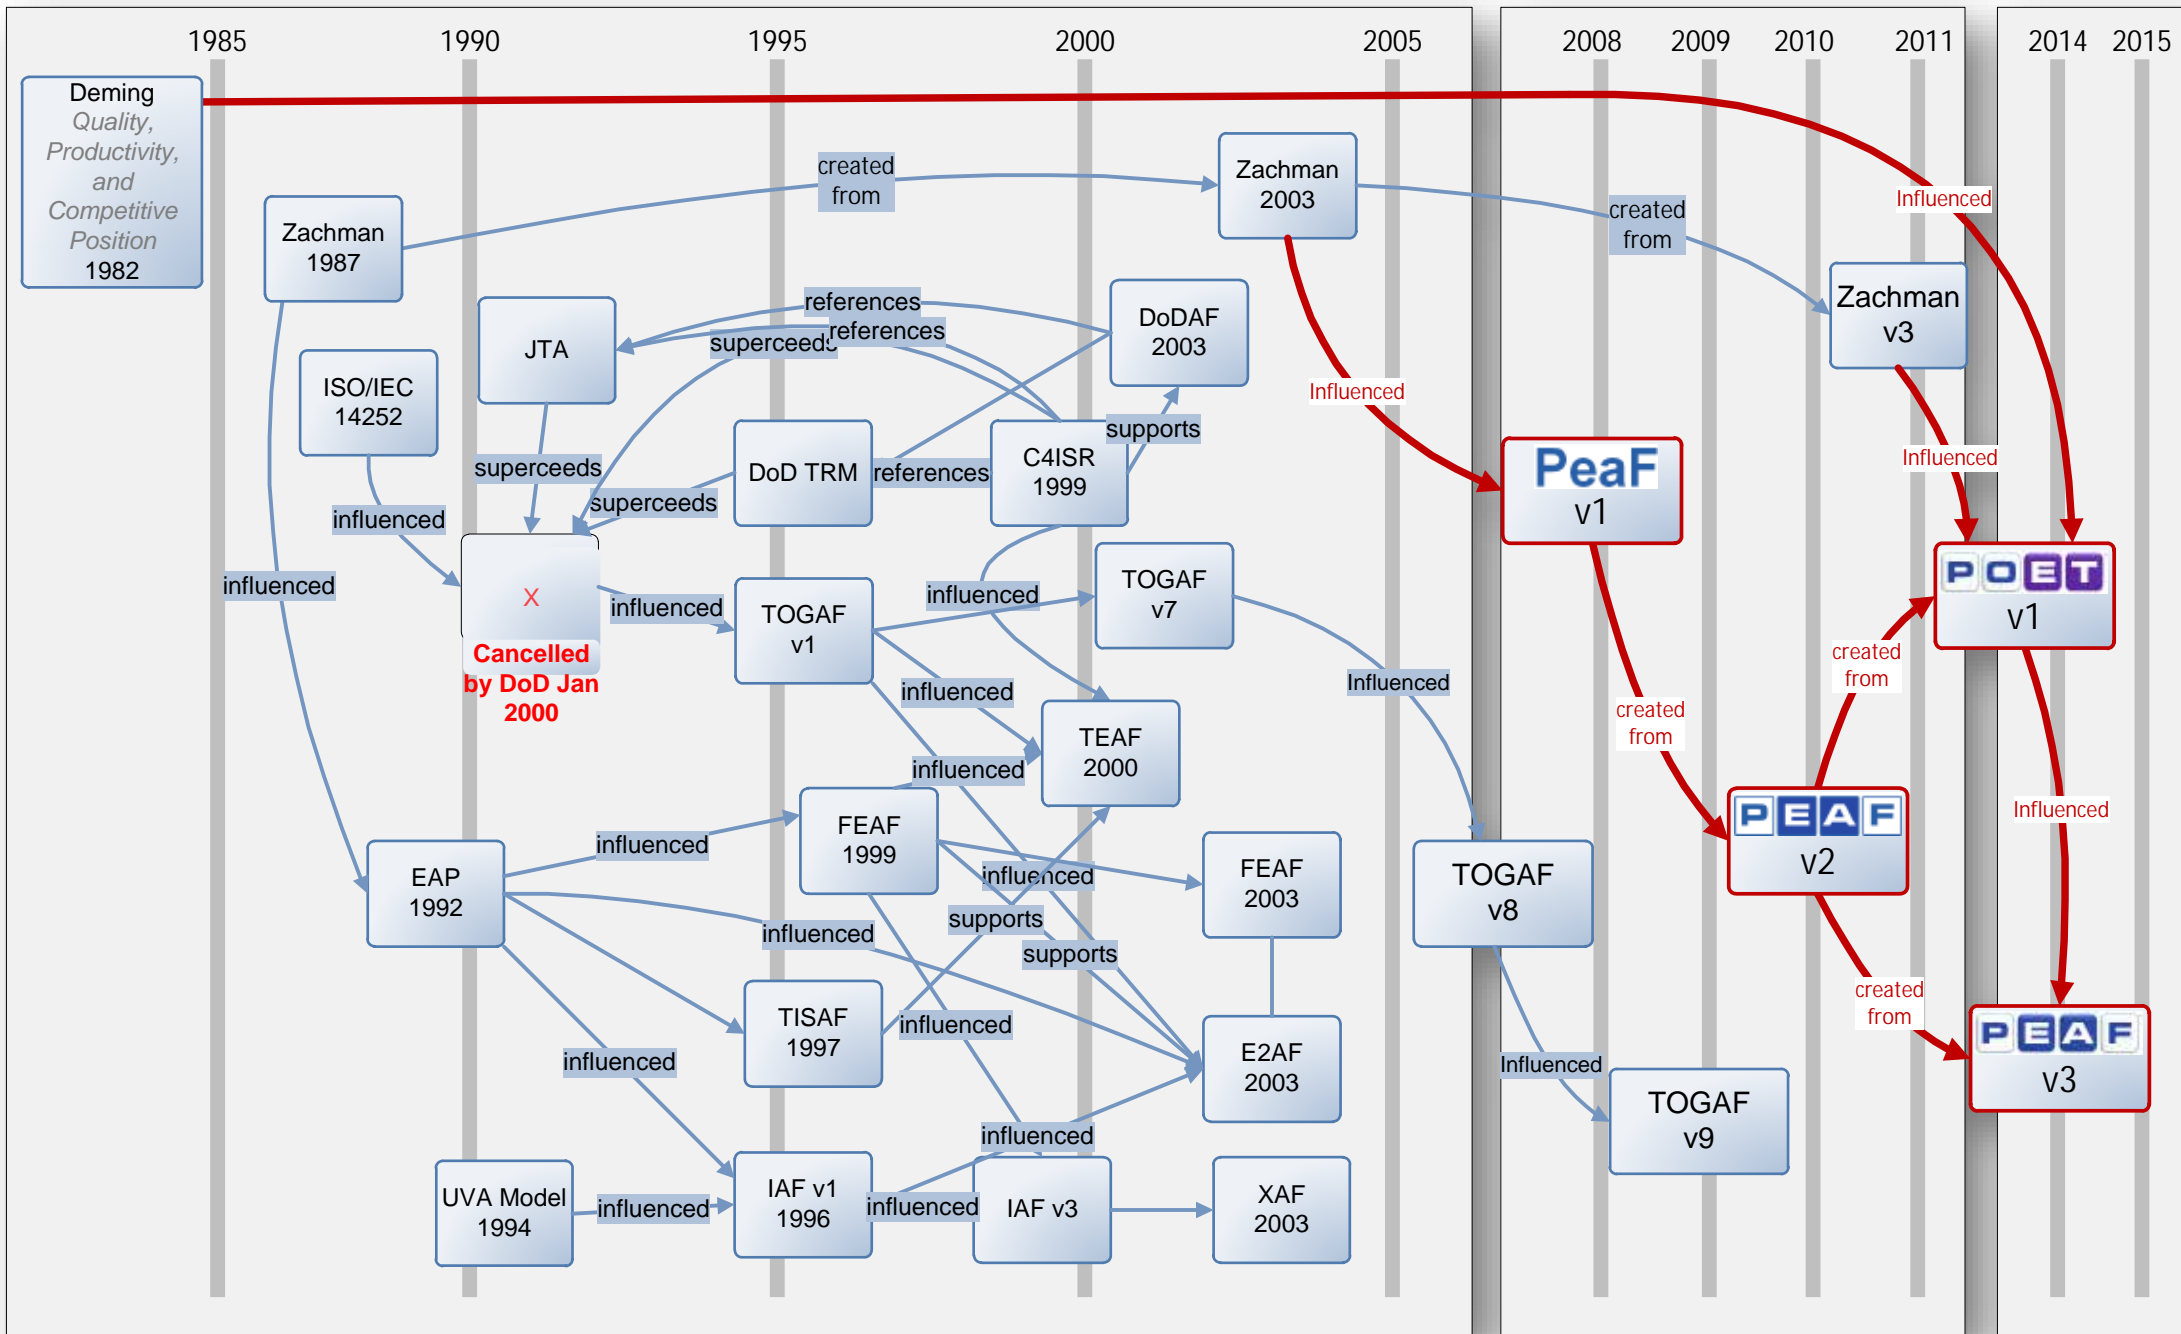 1985
1990
1995
2000
2005
2008
2009
2010
2011
2014
2015
Deming
Quality,
Productivity,
and
Competitive
Position
1982
Zachman
1987
created
from
Zachman
2003
created
from
Influenced
Zachman
v3
JTA
ISO/IEC
14252
references
references
superceeds
DoDAF
2003
Influenced
supports
superceeds
superceeds
DoD TRM
references
C4ISR
1999
PeaF
v1
Influenced
influenced
influenced
X
Cancelled
by DoD Jan
2000
influenced
TOGAF
v1
influenced
TOGAF
v7
POET
v1
influenced
Influenced
created
from
created
from
TEAF
2000
influenced
FEAF
1999
influenced
EAP
1992
influenced
influenced
supports
supports
FEAF
2003
TOGAF
v8
PEAF
v2
Influenced
influenced
TISAF
1997
influenced
E2AF
2003
created
from
PEAF
v3
influenced
Influenced
TOGAF
v9
UVA Model
1994
influenced
IAF v1
1996
influenced
influenced
IAF v3
XAF
2003